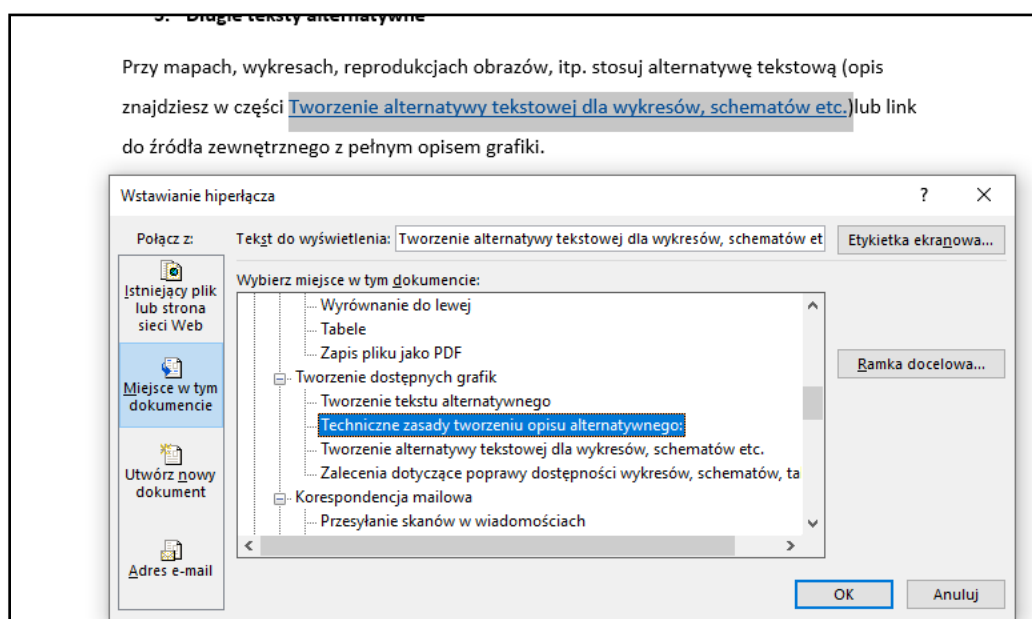 3. Długie teksty alternatywne
Przy mapach, wykresach, reprodukcjach obrazów, itp. stosuj alternatywę tekstową (opis
znajdziesz w części Tworzenie alternatywy tekstowej dla wykresów, schematów etc.)lub link
do źródła zewnętrznego z pełnym opisem grafiki.
Wstawianie hiperłącza ? X
Połącz z:
Tekst do wyświetlenia: Tworzenie alternatywy tekstowej dla wykresów, schematów et
Etykietka ekranowa...
Istniejący plik
lub strona
sieci Web
Miejsce w tym
dokumencie
Utwórz nowy
dokument
Adres e-mail
Wybierz miejsce w tym dokumencie:
Wyrównanie do lewej
Tabele
Zapis pliku jako PDF
Tworzenie dostępnych grafik
Tworzenie tekstu alternatywnego
Techniczne zasady tworzeniu opisu alternatywnego:
Tworzenie alternatywy tekstowej dla wykresów, schematów etc.
Zalecenia dotyczące poprawy dostępności wykresów, schematów, ta
Korespondencja mailowa
Przesyłanie skanów w wiadomościach
Ramka docelowa...
OK
Anuluj